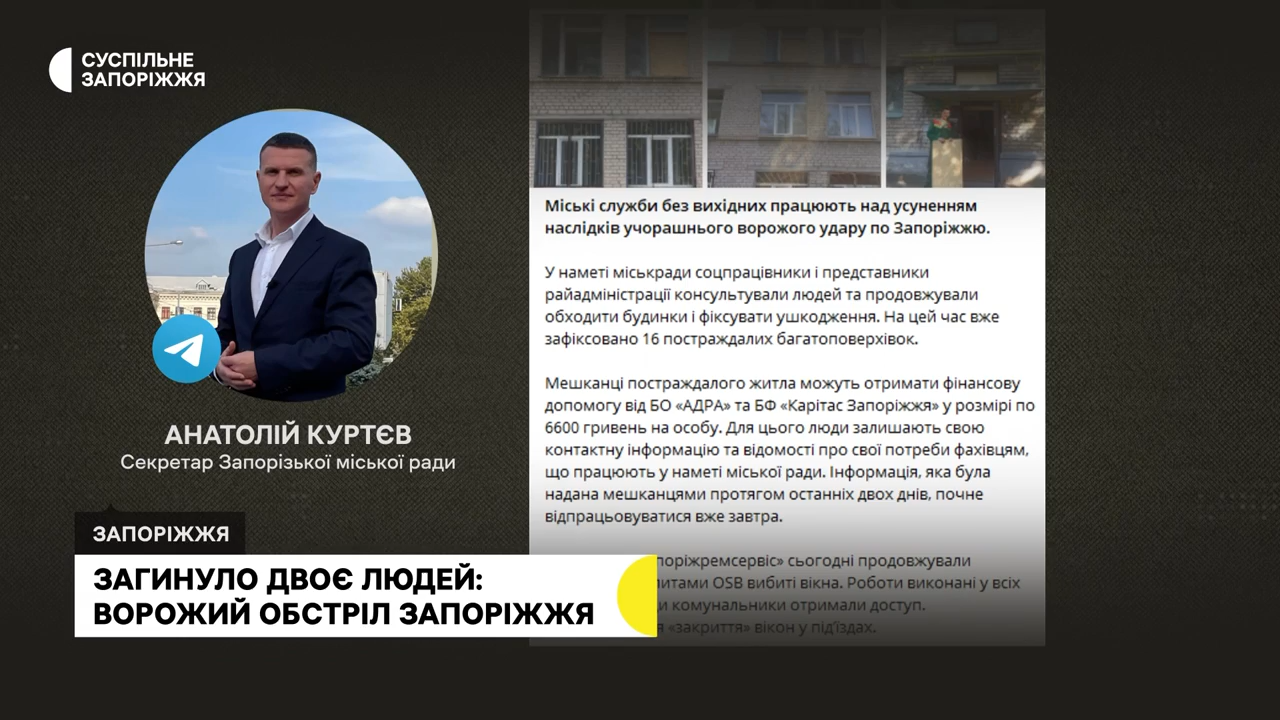 СУСПІЛЬНЕ
ЗАПОРІЖЖЯ
АНАТОЛІЙ КУРТЄВ
Секретар Запорізької міської ради
ЗАПОРІЖЖЯ
ЗАГИНУЛО ДВОЄ ЛЮДЕЙ:
ВОРОЖИЙ ОБСТРІЛ ЗАПОРІЖЖЯ
Міські служби без вихідних працюють над усуненням
наслідків учорашнього ворожого удару по Запоріжжю.
У наметі міськради соцпрацівники і представники
райадміністрації консультували людей та продовжували
обходити будинки і фіксувати ушкодження. На цей час вже
зафіксовано 16 постраждалих багатоповерхівок.
Мешканці постраждалого житла можуть отримати фінансову
допомогу від БО «АДРА» та БФ «Карітас Запоріжжя» у розмірі по
6600 гривень на особу. Для цього люди залишають свою
контактну інформацію та відомості про свої потреби фахівцям,
що працюють у наметі міської ради. Інформація, яка була
надана мешканцями протягом останніх двох днів, почне
відпрацьовуватися вже завтра.
сьогодні продовжували
OSB вибиті вікна. Роботи виконані у всіх
комунальники отримали доступ.
«закриття» вікон у під'їздах.